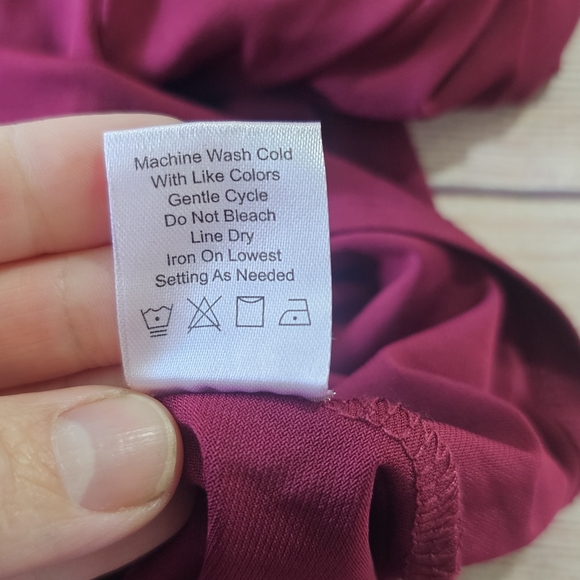 Machine Wash Cold
With Like Colors
Gentle Cycle
Do Not Bleach
Line Dry
Iron On Lowest
Setting As Needed